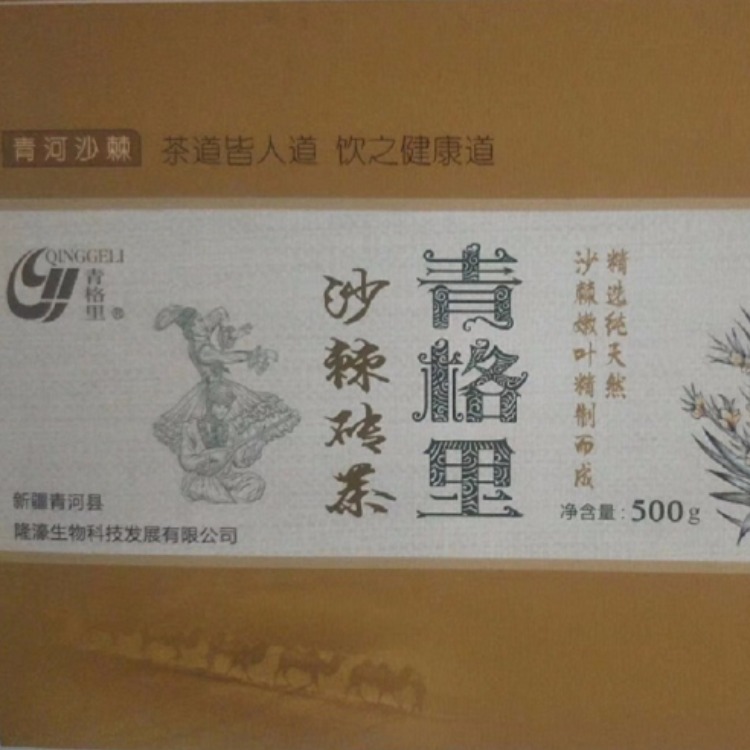 青河沙棘
茶道皆人道 饮之健康道
QINGGELI
青格里
精选纯天然
沙棘嫩叶精制而成
青格里
沙棘砖茶
净含量:500g
新疆青河县
隆濠生物科技发展有限公司